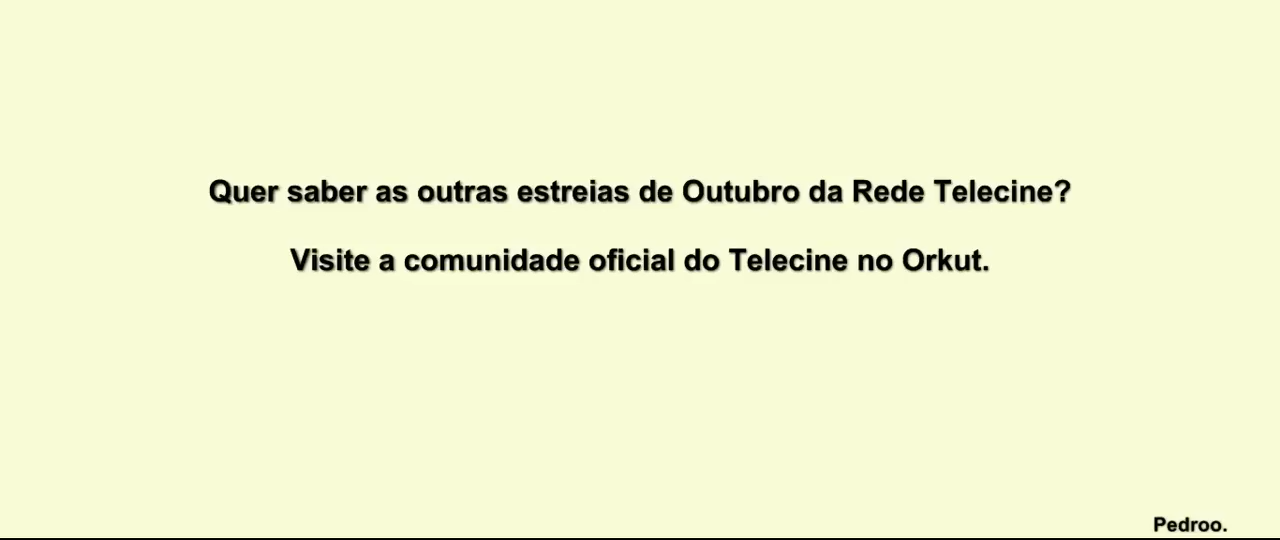 Quer saber as outras estreias de Outubro da Rede Telecine?
Visite a comunidade oficial do Telecine no Orkut.
Pedroo.